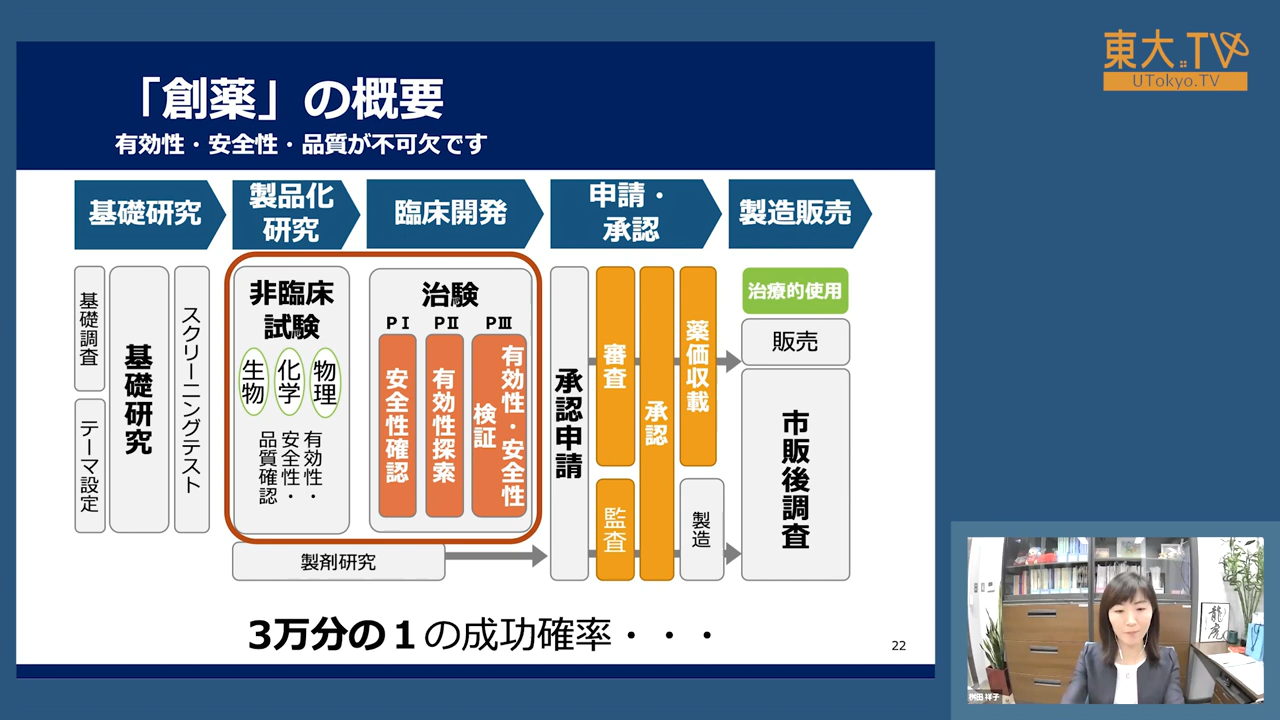 東大.TV
UTokyo.TV
「創薬」の概要
有効性・安全性・品質が不可欠です
基礎研究
製品化
研究
臨床開発
申請・
承認
製造販売
基礎調査
テーマ設定
基礎研究
スクリーニングテスト
非臨床
試験
生物
化学
物理
有効性・
安全性・
品質確認
治験
PⅠ
PⅡ
PⅢ
安全性確認
有効性探索
有効性・安全性
検証
製剤研究
承認申請
審査
監査
承認
薬価収載
製造
治療的使用
販売
市販後調査
3万分の1の成功確率・・・
22
龍虎